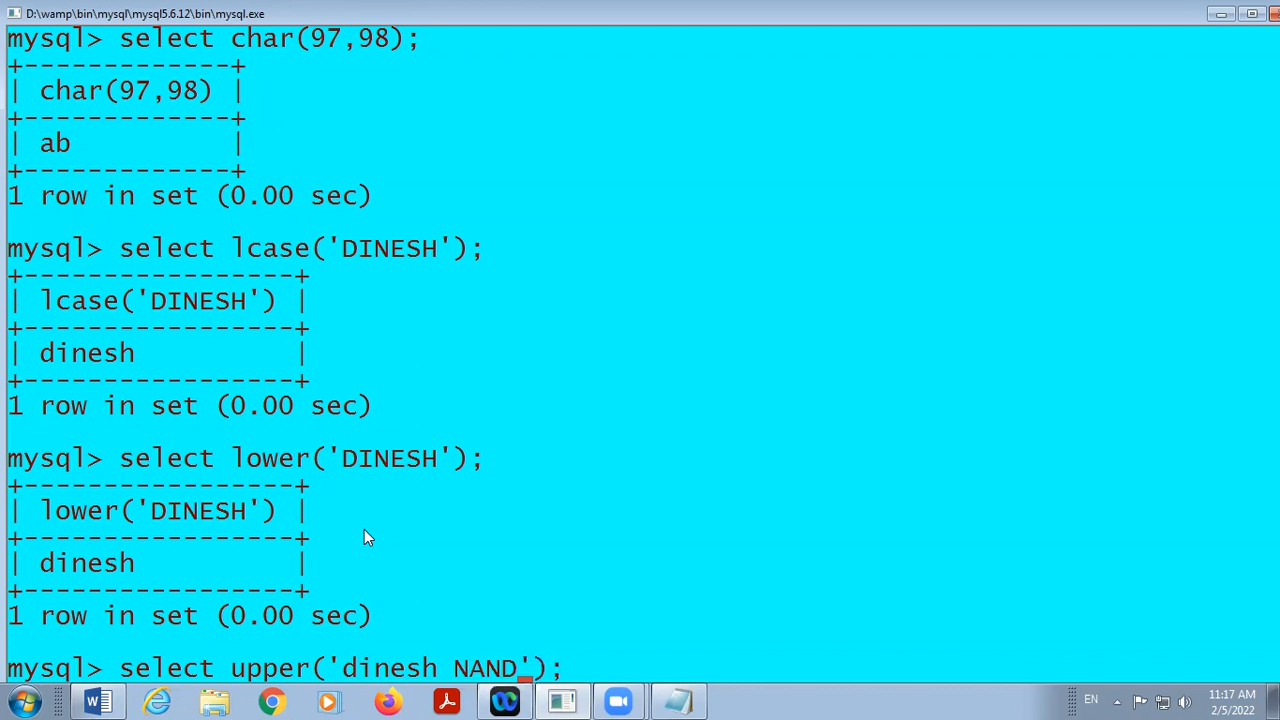 D:\wamp\bin\mysql\mysql5.6.12\bin\mysql.exe
mysql> select char(97,98);
+-------------+
| char(97,98) |
+-------------+
| ab          |
+-------------+
1 row in set (0.00 sec)
mysql> select lcase('DINESH');
+-----------------+
| lcase('DINESH') |
+-----------------+
| dinesh          |
+-----------------+
1 row in set (0.00 sec)
mysql> select lower('DINESH');
+-----------------+
| lower('DINESH') |
+-----------------+
| dinesh          |
+-----------------+
1 row in set (0.00 sec)
mysql> select upper('dinesh NAND');
EN
11:17 AM
2/5/2022